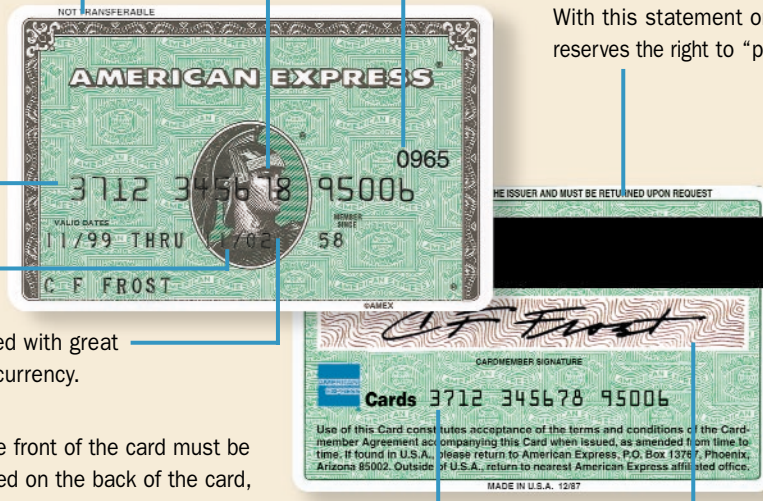 With this statement
reserves the right to "p
NOT TRANSFERABLE
AMERICAN EXPRESS®
0965
3712 345678 95006
VALID DATES
MEMBER SINCE
11/99 THRU 11/02 58
C F FROST
©AMEX
ed with great
currency.
e front of the card must be
ed on the back of the card,
HE ISSUER AND MUST BE RETURNED UPON REQUEST
C F Frost
CARDMEMBER SIGNATURE
Cards 3712 345678 95006
Use of this Card constitutes acceptance of the terms and conditions of the Card-
member Agreement accompanying this Card when issued, as amended from time to
time. If found in U.S.A., please return to American Express, P.O. Box Phoenix,
Arizona 85002. Outside of U.S.A., return to nearest American Express affiliated office.
MADE IN U.S.A. 12/87